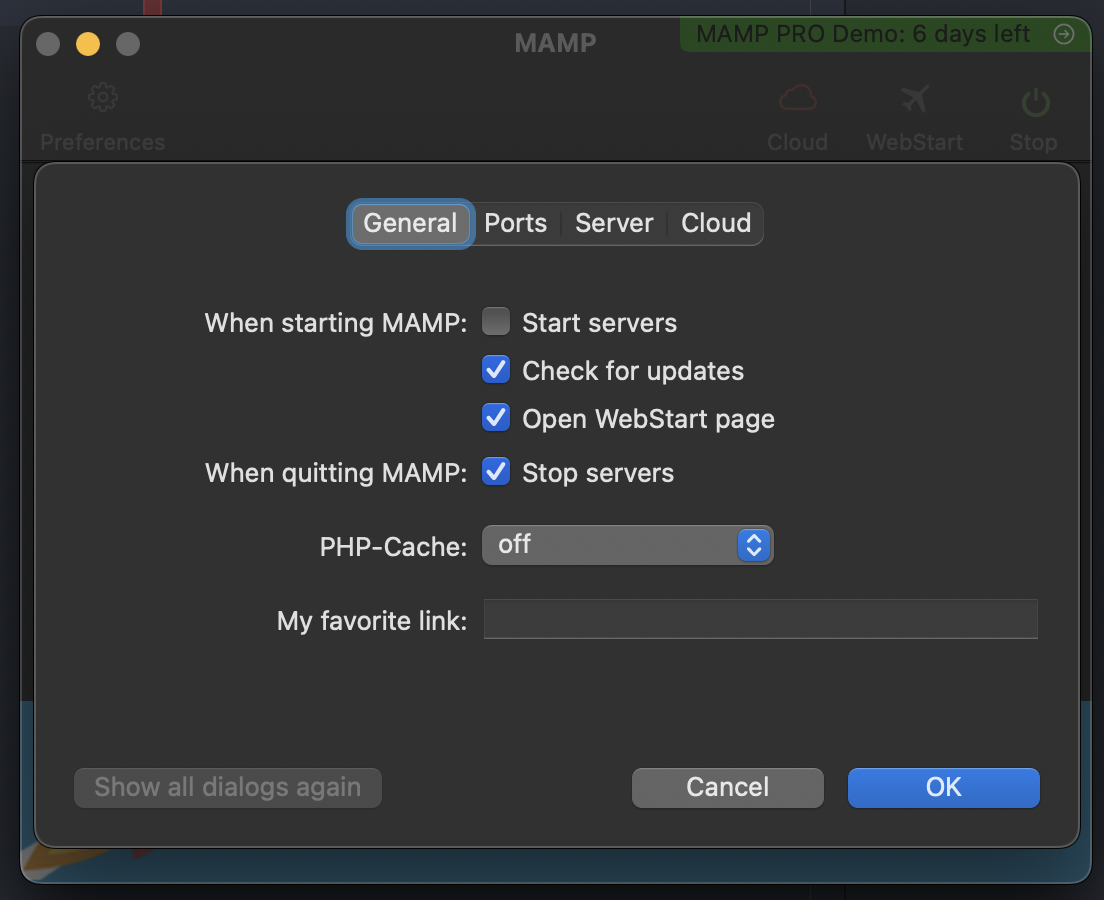 MAMP
MAMP PRO Demo: 6 days left
Preferences
Cloud
WebStart
Stop
General
Ports
Server
Cloud
When starting MAMP:
Start servers
Check for updates
Open WebStart page
When quitting MAMP:
Stop servers
PHP-Cache:
off
My favorite link:
Show all dialogs again
Cancel
OK